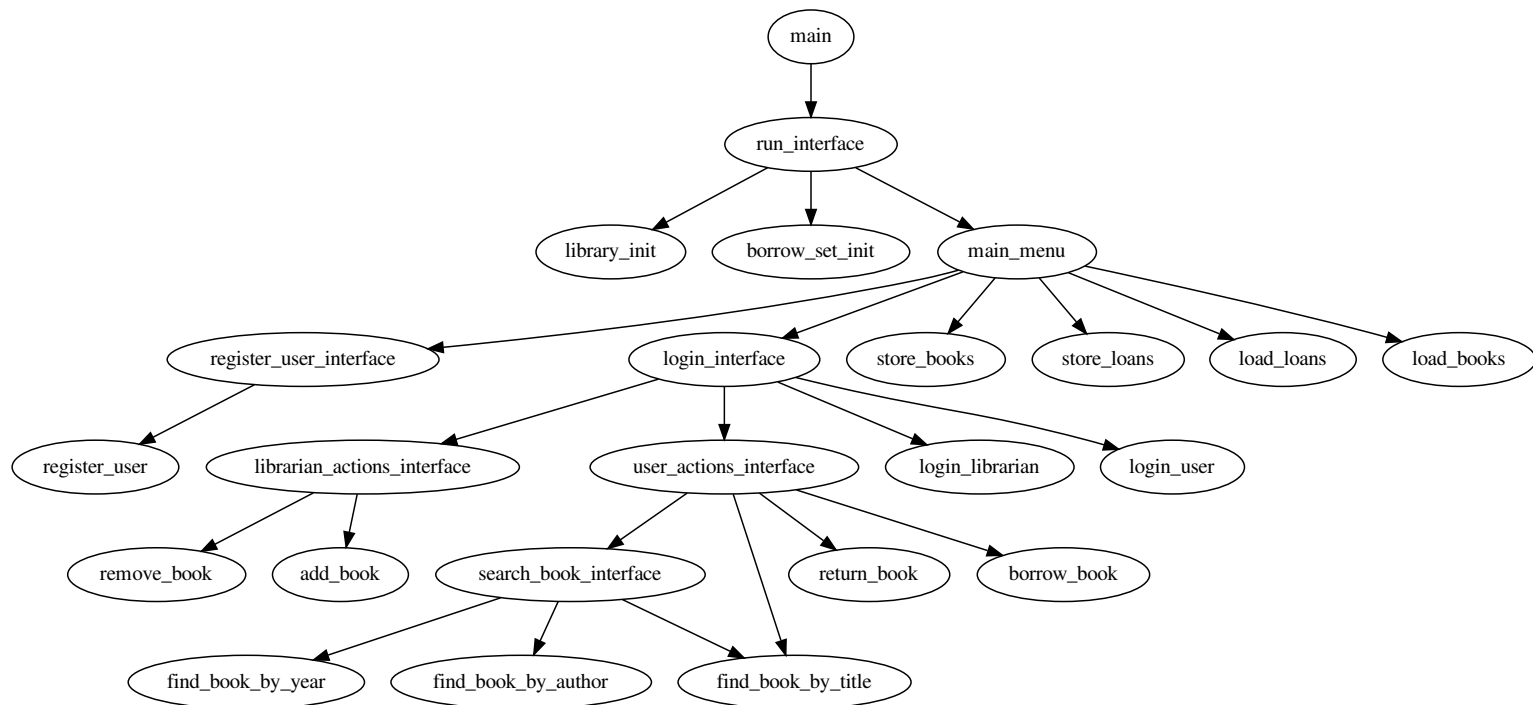 main
run_interface
library_init
borrow_set_init
main_menu
register_user_interface
login_interface
store_books
store_loans
load_loans
load_books
register_user
librarian_actions_interface
user_actions_interface
login_librarian
login_user
remove_book
add_book
search_book_interface
return_book
borrow_book
find_book_by_year
find_book_by_author
find_book_by_title